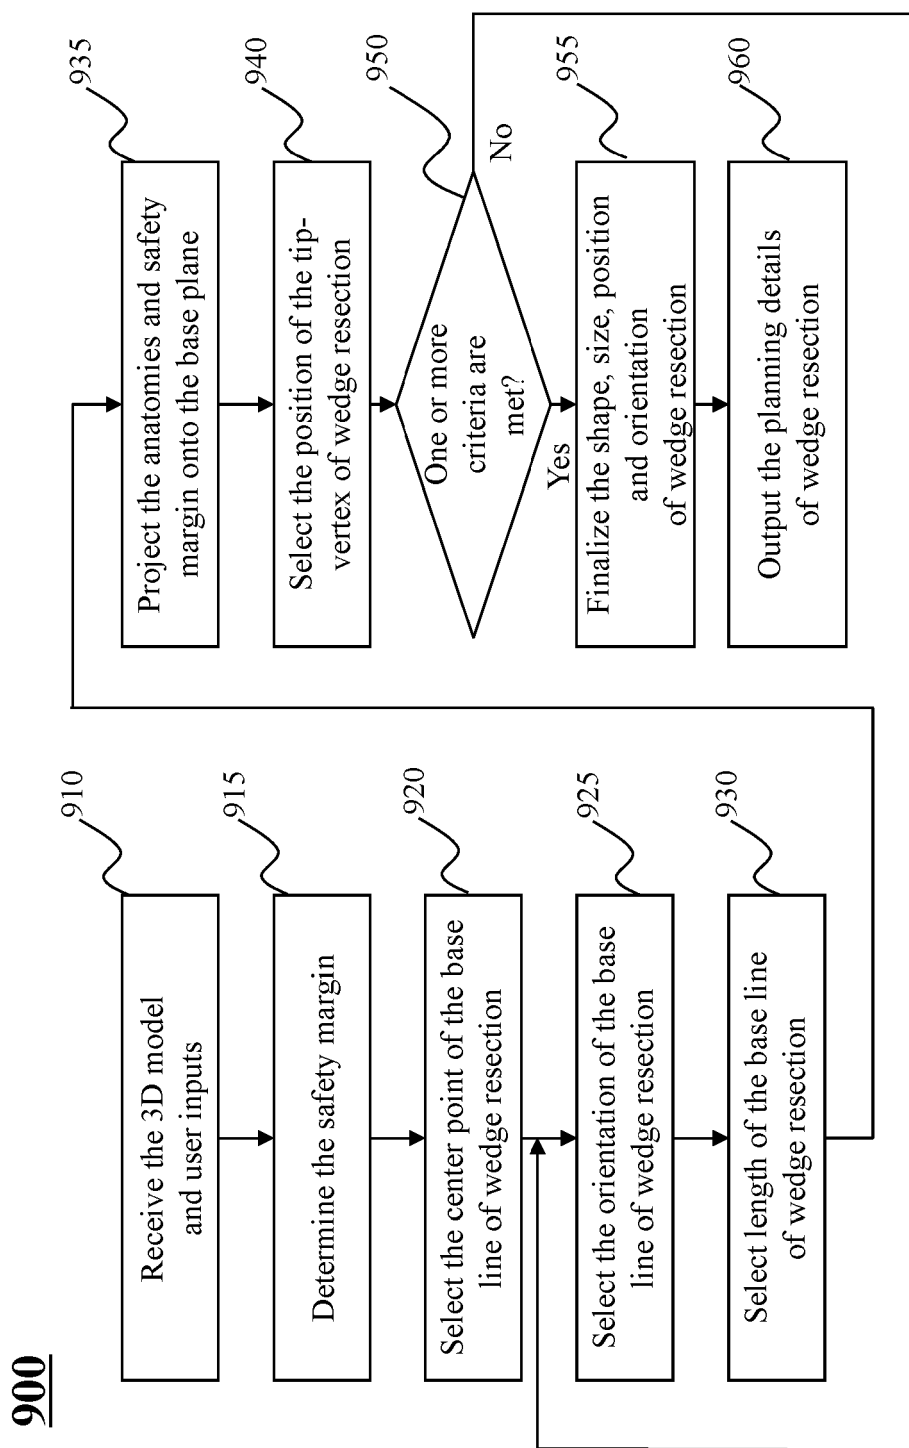 900
910
Receive the 3D model
and user inputs
915
Determine the safety margin
920
Select the center point of the base
line of wedge resection
925
Select the orientation of the base
line of wedge resection
930
Select length of the base line
of wedge resection
935
Project the anatomies and safety
margin onto the base plane
940
Select the position of the tip-
vertex of wedge resection
950
One or more
criteria are
met?
No
Yes
955
Finalize the shape, size, position
and orientation
of wedge resection
960
Output the planning details
of wedge resection